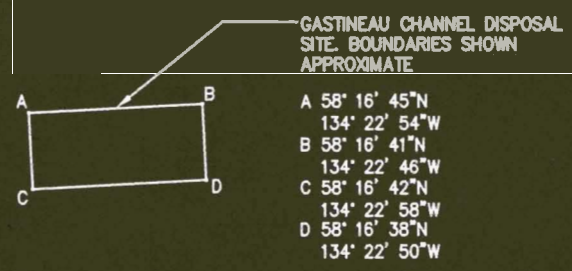 GASTINEAU CHANNEL DISPOSAL
SITE. BOUNDARIES SHOWN
APPROXIMATE
A
B
C
D
A 58° 16' 45"N
134° 22' 54"W
B 58° 16' 41"N
134° 22' 46"W
C 58° 16' 42"N
134° 22' 58"W
D 58° 16' 38"N
134° 22' 50"W